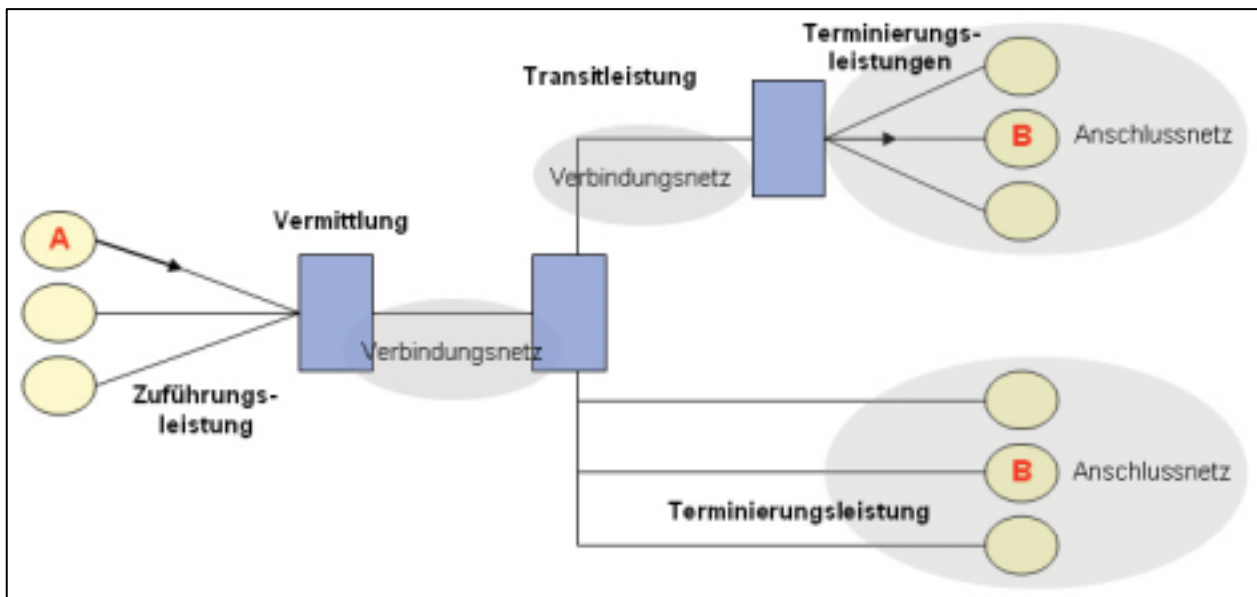 Terminierungs-
leistungen
Transitleistung
B
Anschlussnetz
Verbindungsnetz
Vermittlung
A
Verbindungsnetz
Zuführungs-
leistung
B
Anschlussnetz
Terminierungsleistung